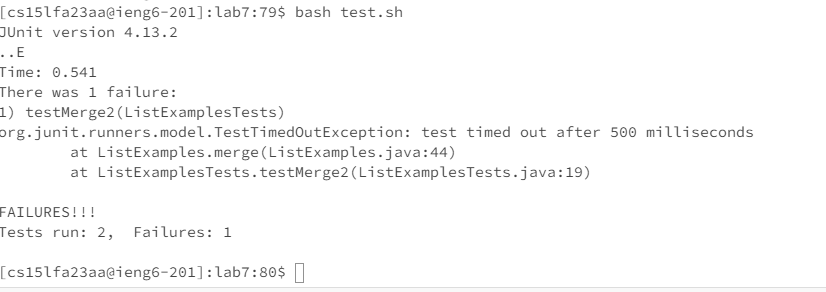 [cs15lfa23aa@ieng6-201]:lab7:79$ bash test.sh
JUnit version 4.13.2
..E
Time: 0.541
There was 1 failure:
1) testMerge2(ListExamplesTests)
org.junit.runners.model.TestTimedOutException: test timed out after 500 milliseconds
        at ListExamples.merge(ListExamples.java:44)
        at ListExamplesTests.testMerge2(ListExamplesTests.java:19)

FAILURES!!!
Tests run: 2,  Failures: 1

[cs15lfa23aa@ieng6-201]:lab7:80$